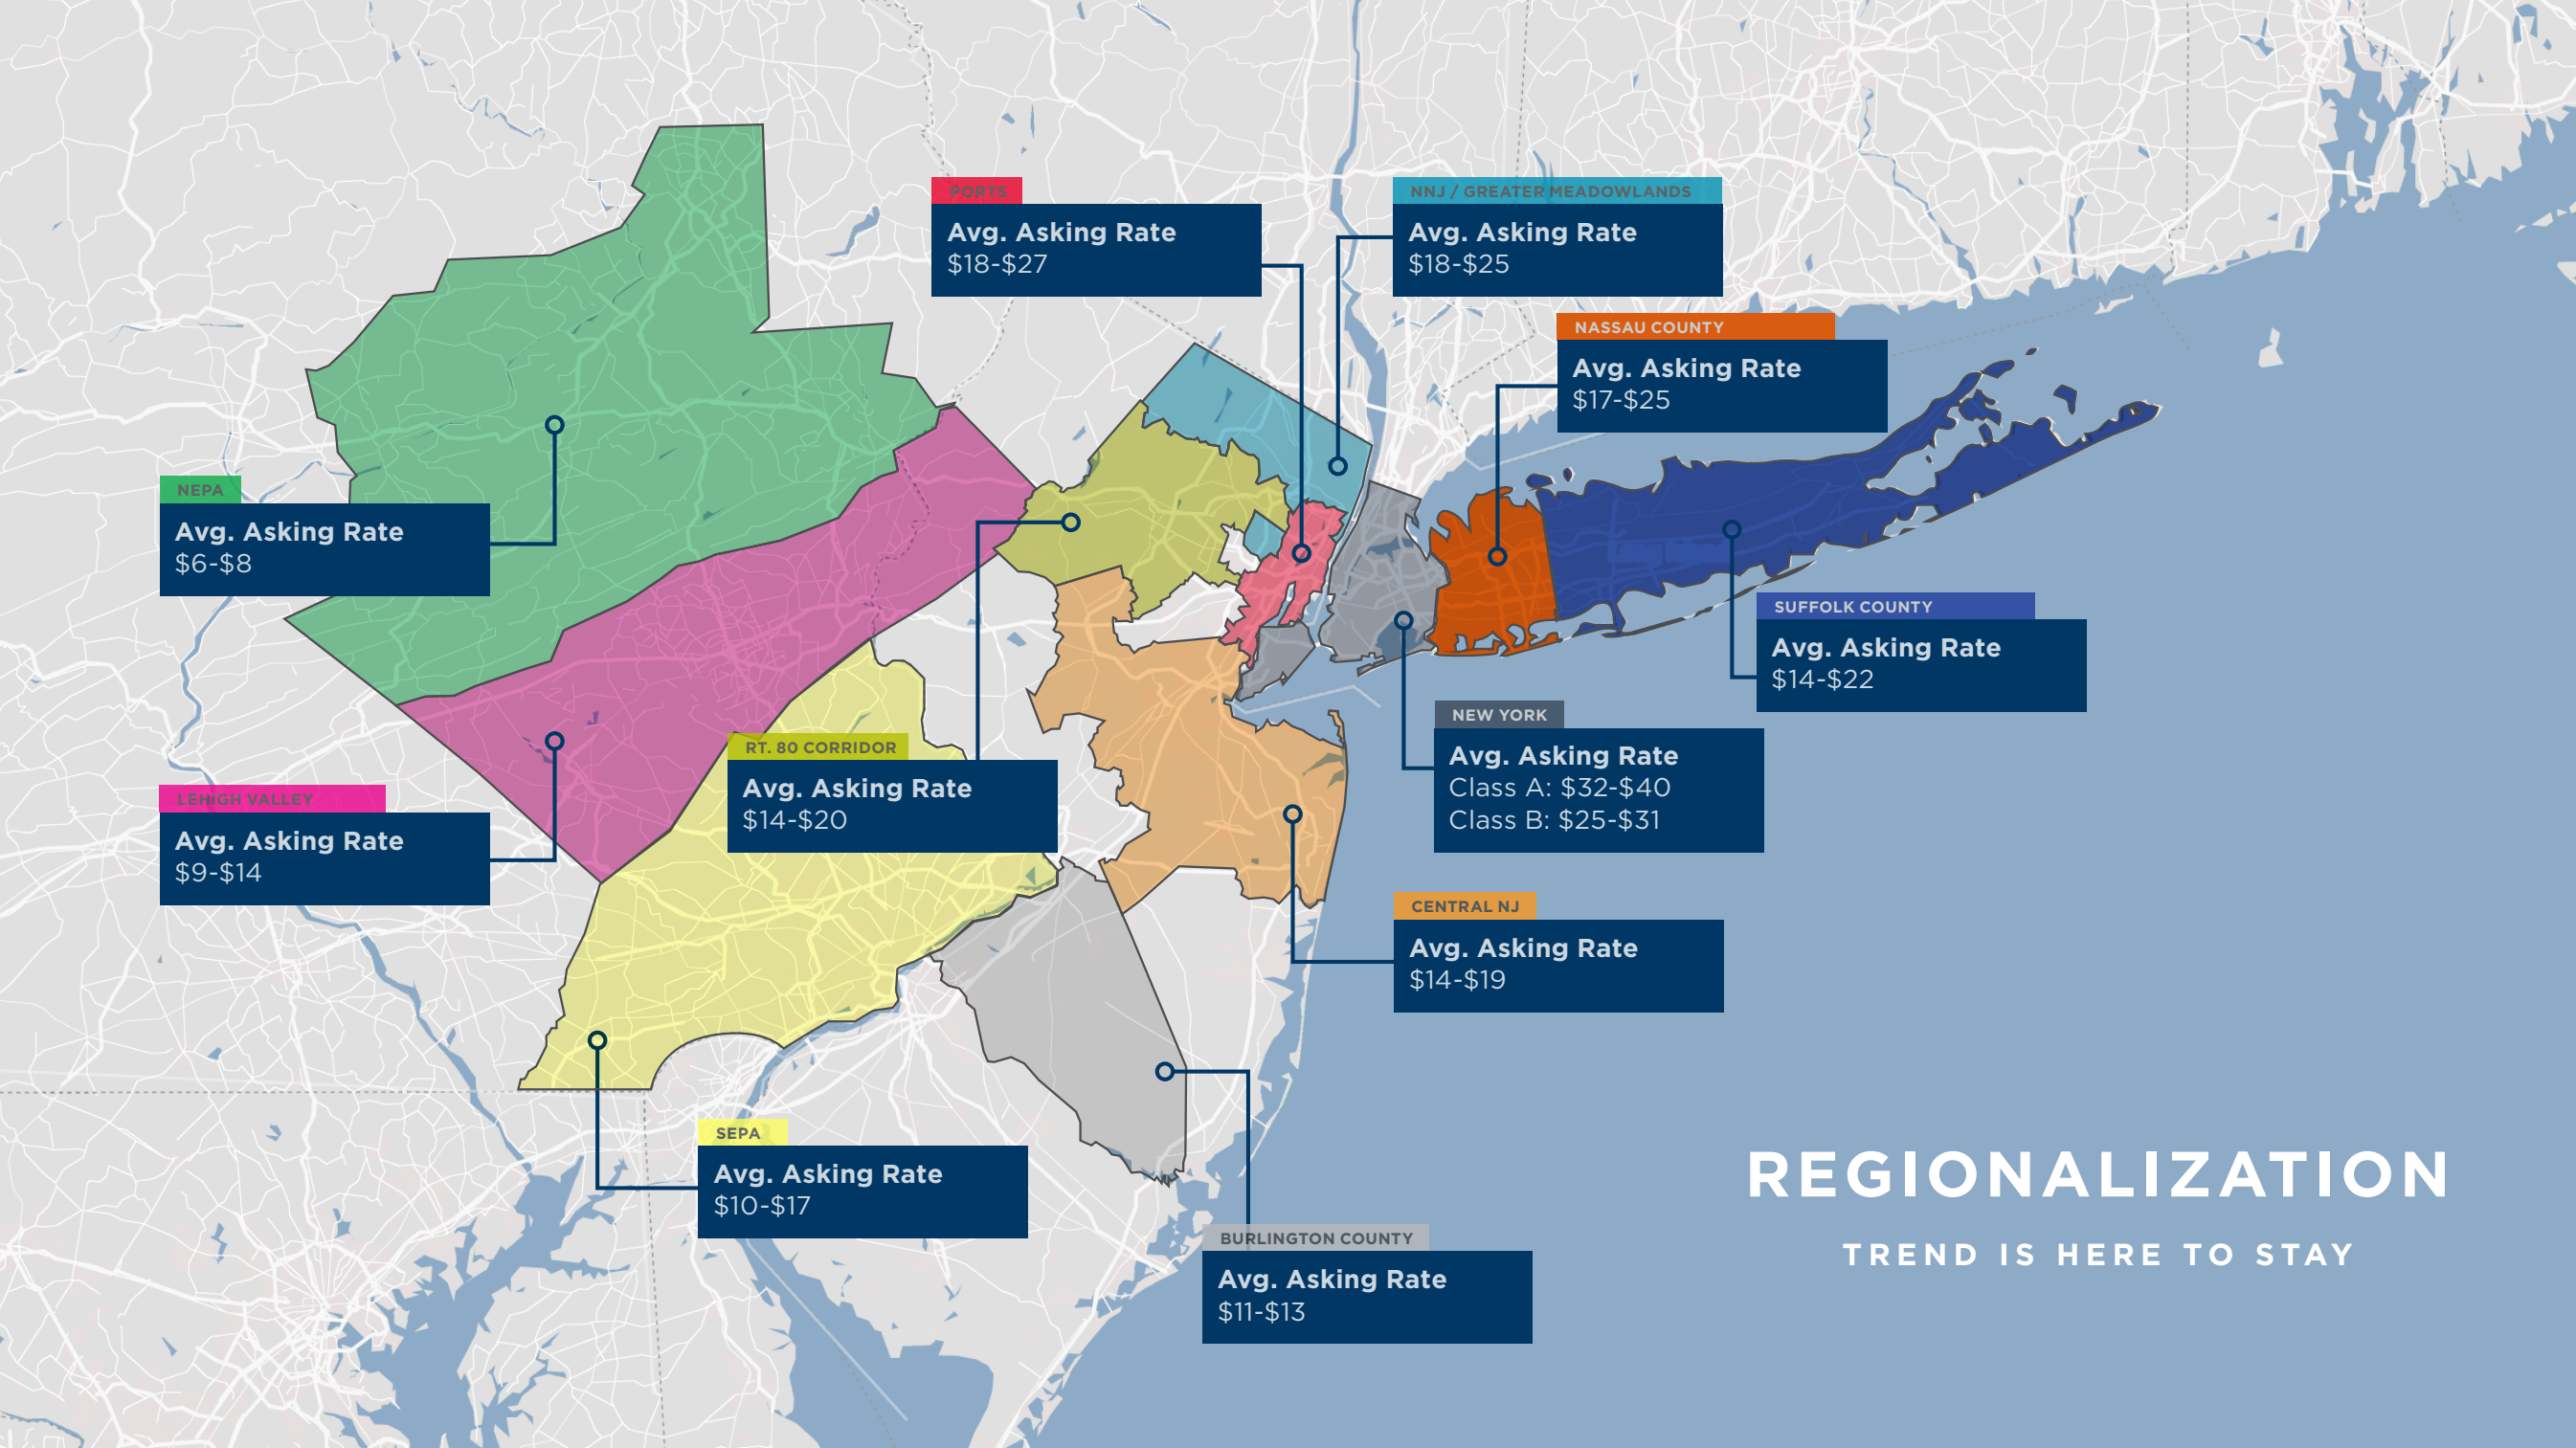 PORTS
Avg. Asking Rate
$18-$27
NNJ / GREATER MEADOWLANDS
Avg. Asking Rate
$18-$25
NASSAU COUNTY
Avg. Asking Rate
$17-$25
NEPA
Avg. Asking Rate
$6-$8
SUFFOLK COUNTY
Avg. Asking Rate
$14-$22
NEW YORK
Avg. Asking Rate
Class A: $32-$40
Class B: $25-$31
RT. 80 CORRIDOR
Avg. Asking Rate
$14-$20
LEHIGH VALLEY
Avg. Asking Rate
$9-$14
CENTRAL NJ
Avg. Asking Rate
$14-$19
SEPA
Avg. Asking Rate
$10-$17
BURLINGTON COUNTY
Avg. Asking Rate
$11-$13
REGIONALIZATION
TREND IS HERE TO STAY